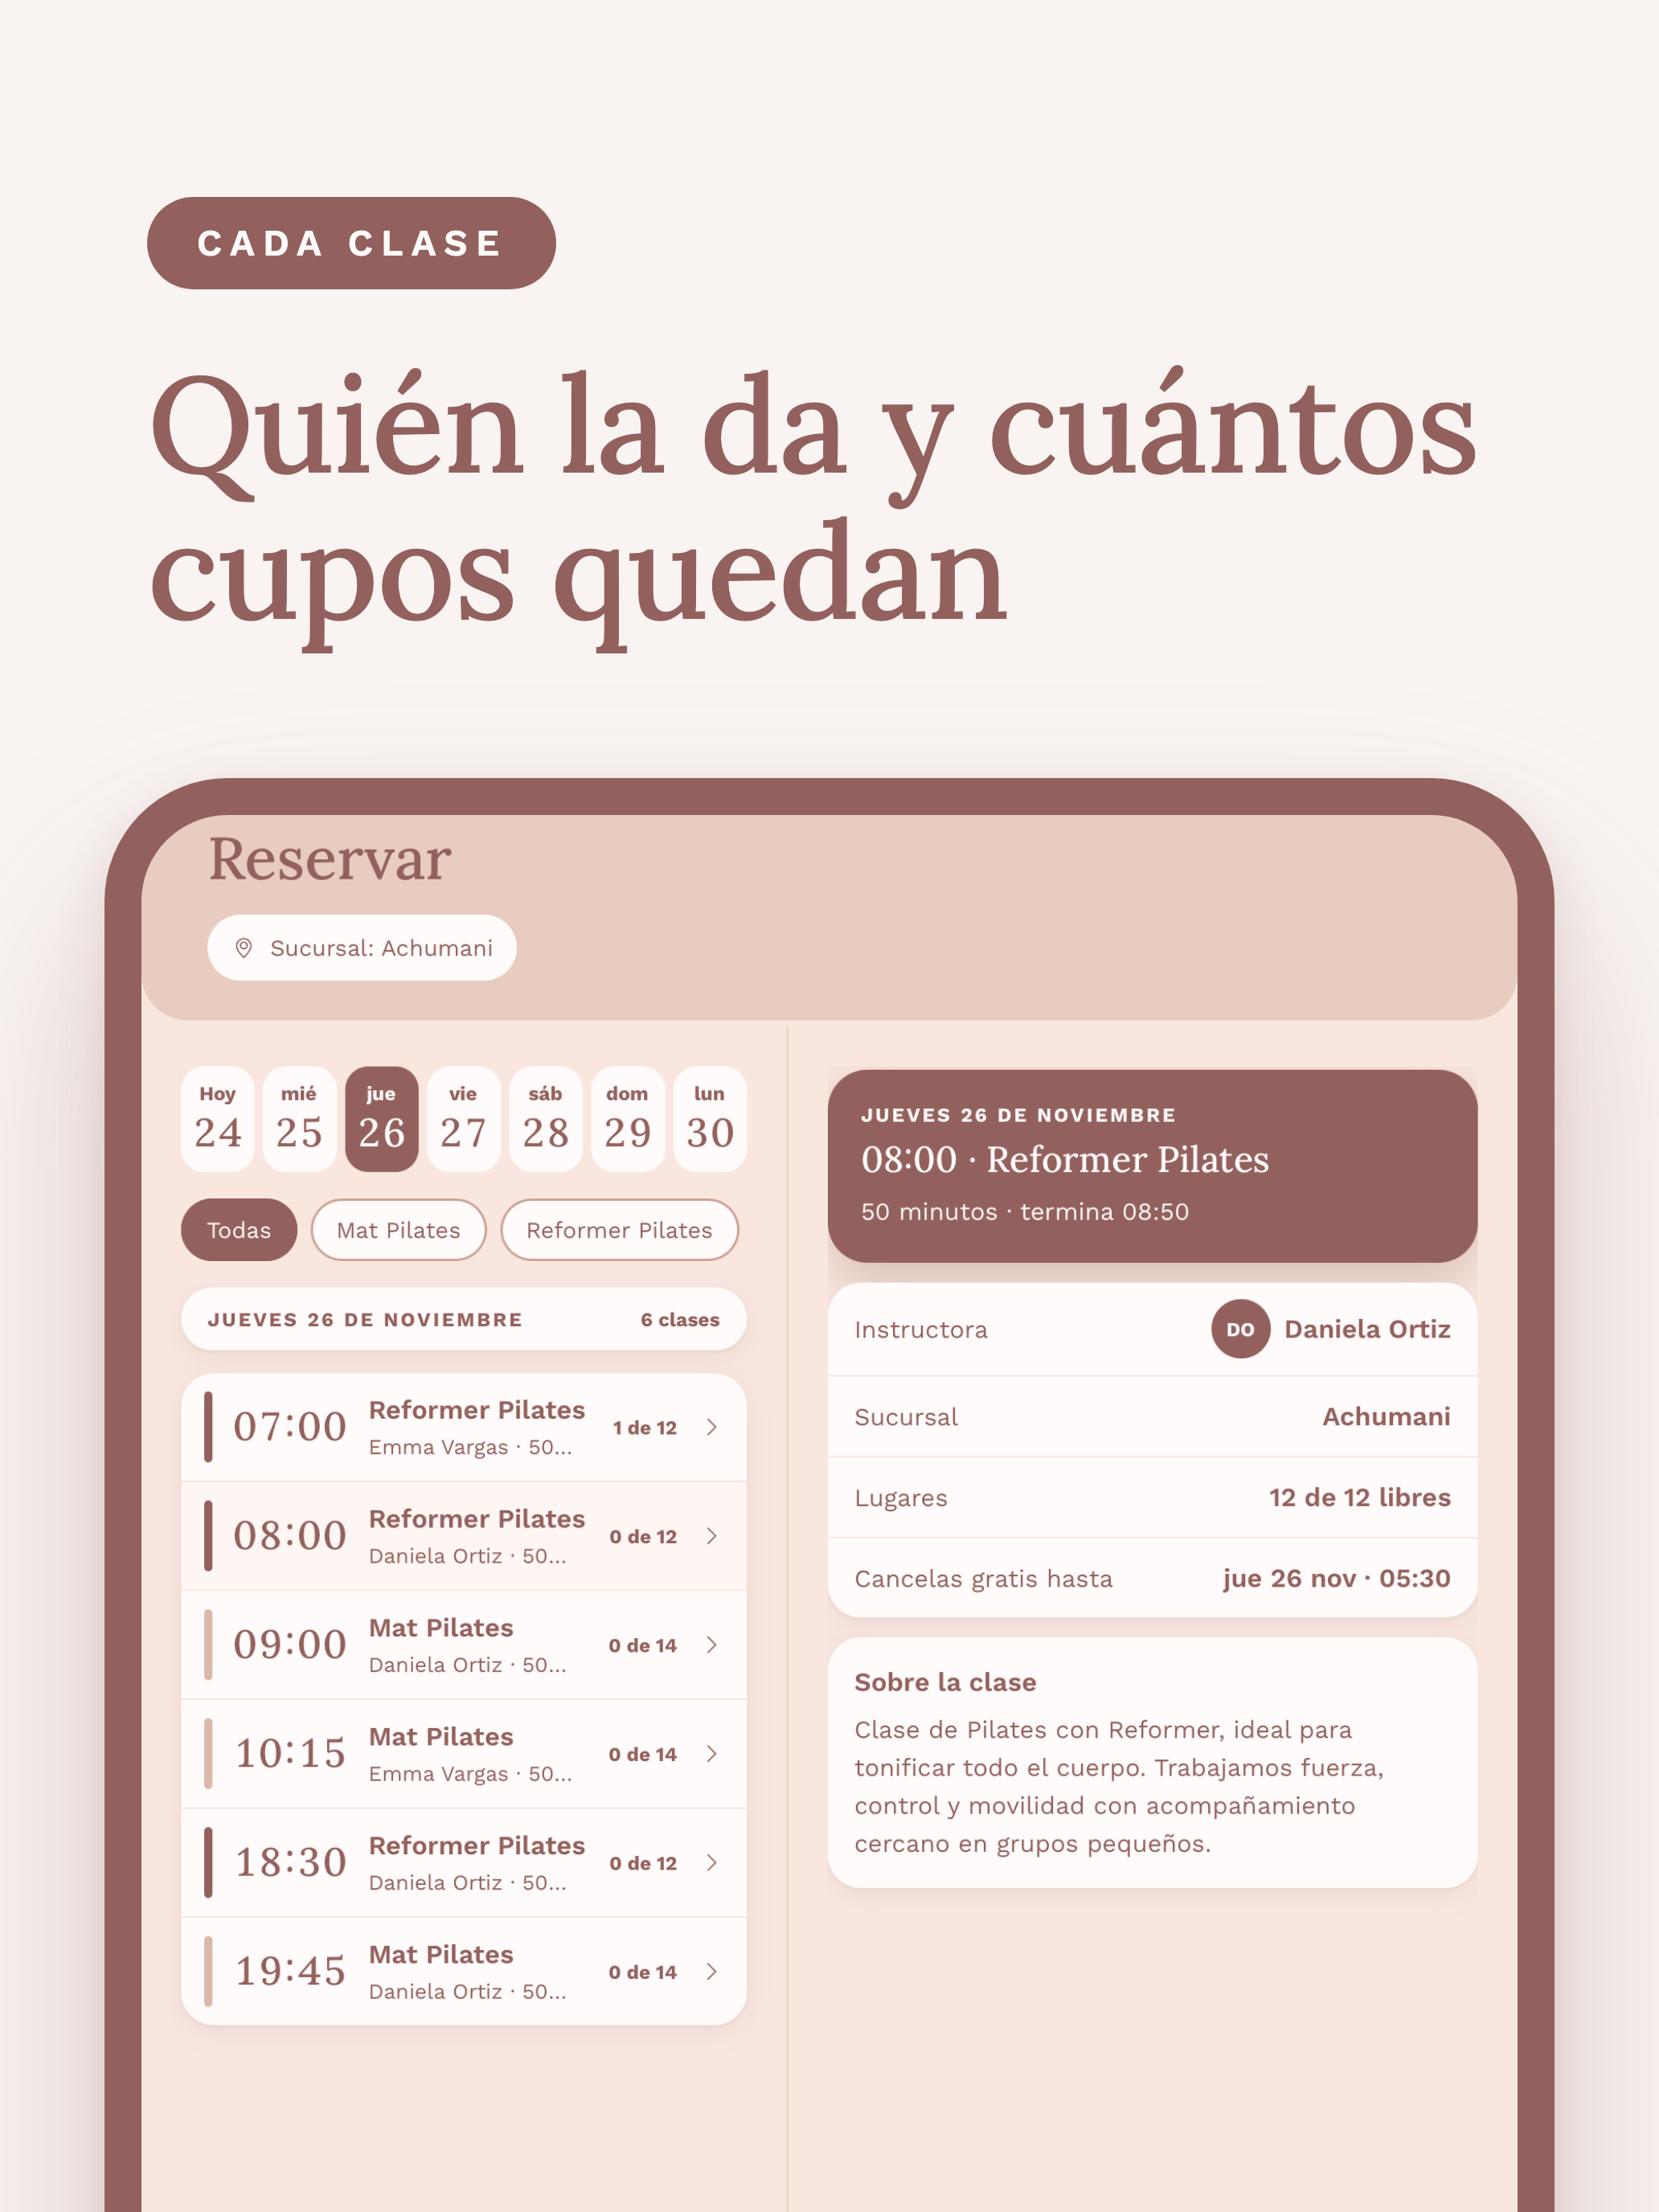 CADA CLASE
Quién la da y cuántos
cupos quedan
Reservar
Sucursal: Achumani
Hoy mié jue vie sáb dom lun
24 25 26 27 28 29 30
Todas Mat Pilates Reformer Pilates
JUEVES 26 DE NOVIEMBRE 6 clases
07:00 Reformer Pilates 1 de 12
Emma Vargas · 50...
08:00 Reformer Pilates 0 de 12
Daniela Ortiz · 50...
09:00 Mat Pilates 0 de 14
Daniela Ortiz · 50...
10:15 Mat Pilates 0 de 14
Emma Vargas · 50...
18:30 Reformer Pilates 0 de 12
Daniela Ortiz · 50...
19:45 Mat Pilates 0 de 14
Daniela Ortiz · 50...
JUEVES 26 DE NOVIEMBRE
08:00 · Reformer Pilates
50 minutos · termina 08:50
Instructora DO Daniela Ortiz
Sucursal Achumani
Lugares 12 de 12 libres
Cancelas gratis hasta jue 26 nov · 05:30
Sobre la clase
Clase de Pilates con Reformer, ideal para
tonificar todo el cuerpo. Trabajamos fuerza,
control y movilidad con acompañamiento
cercano en grupos pequeños.